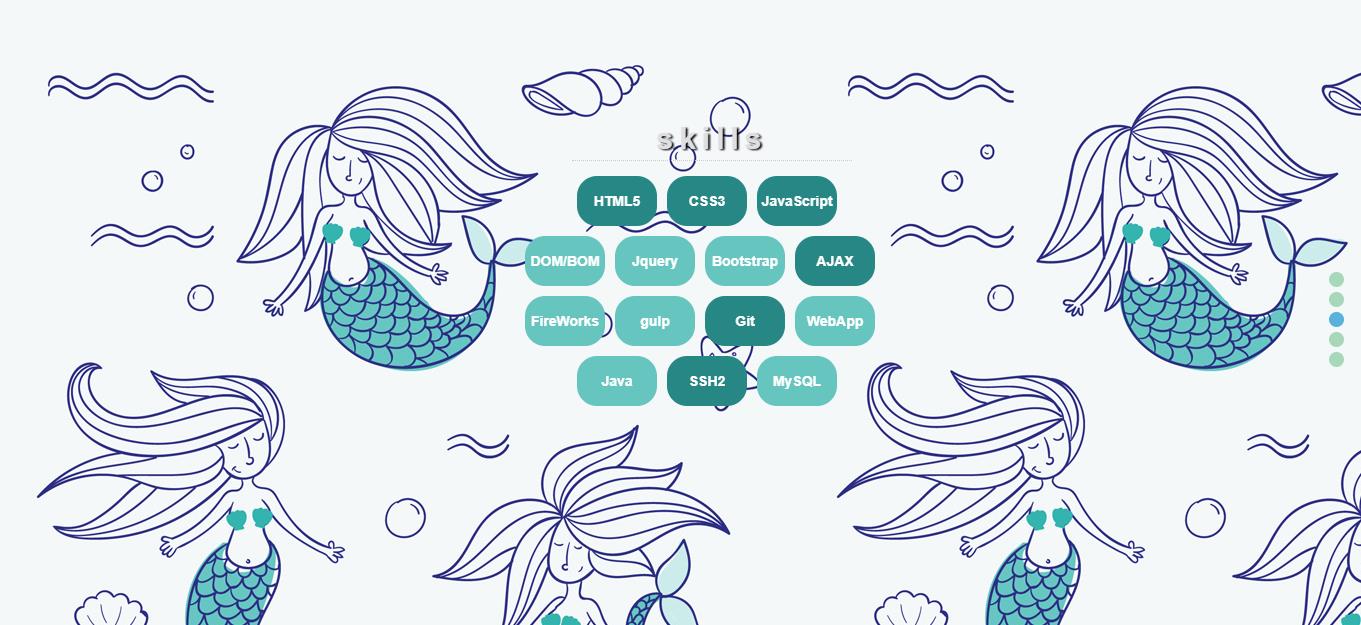 skills
HTML5 CSS3 JavaScript
DOM/BOM Jquery Bootstrap AJAX
FireWorks gulp Git WebApp
Java SSH2 MySQL